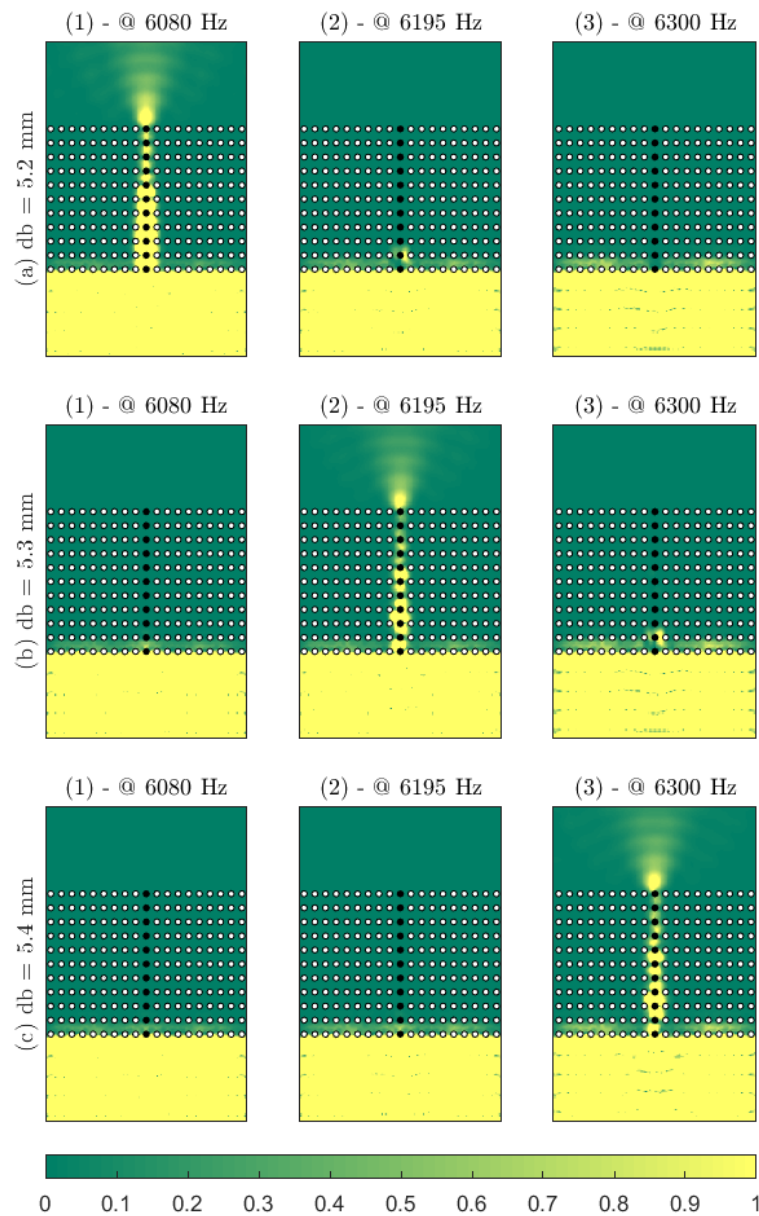 (1) - @ 6080 Hz
(2) - @ 6195 Hz
(3) - @ 6300 Hz
(a) db = 5.2 mm
(1) - @ 6080 Hz
(2) - @ 6195 Hz
(3) - @ 6300 Hz
(b) db = 5.3 mm
(1) - @ 6080 Hz
(2) - @ 6195 Hz
(3) - @ 6300 Hz
(c) db = 5.4 mm
0 0.1 0.2 0.3 0.4 0.5 0.6 0.7 0.8 0.9 1